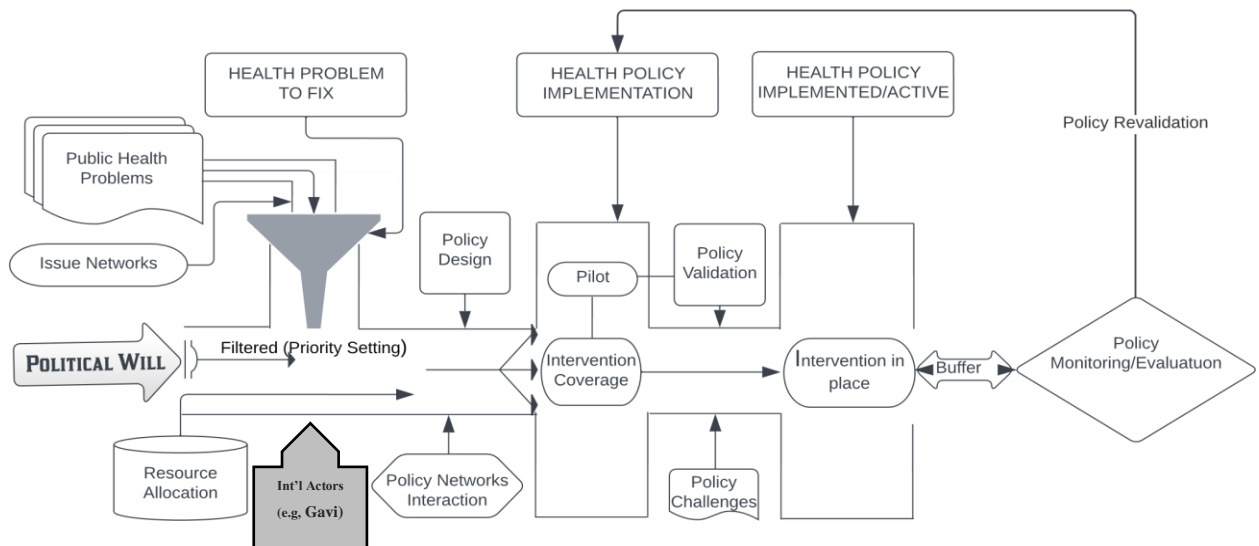 HEALTH PROBLEM
TO FIX
HEALTH POLICY
IMPLEMENTATION
HEALTH POLICY
IMPLEMENTED/ACTIVE
Policy Revalidation
Public Health
Problems
Issue Networks
Policy
Design
Pilot
Policy
Validation
POLITICAL WILL
Filtered (Priority Setting)
Intervention
Coverage
Intervention in
place
Buffer
Policy
Monitoring/Evaluatuon
Resource
Allocation
Int'l Actors
(e.g, Gavi)
Policy Networks
Interaction
Policy
Challenges